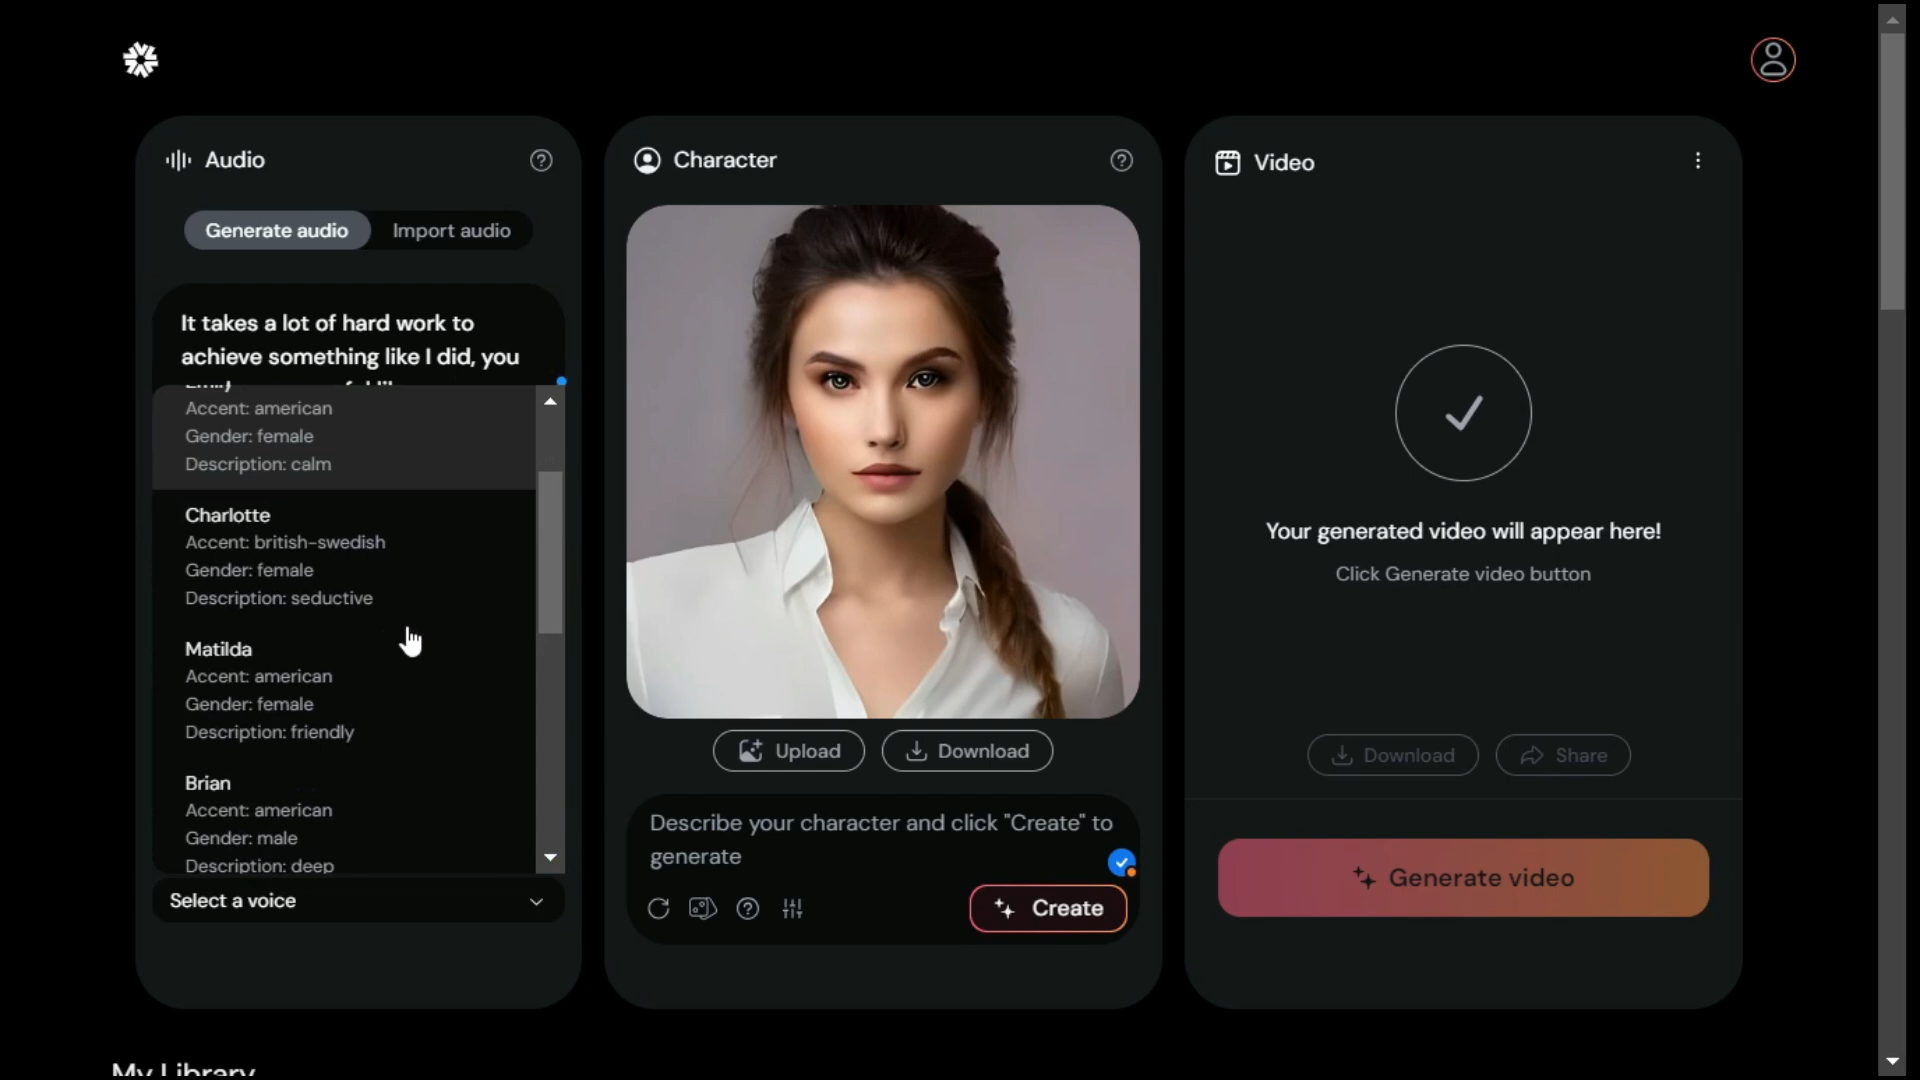 Audio
Generate audio
Import audio
It takes a lot of hard work to
achieve something like I did, you
Accent: american
Gender: female
Description: calm
Charlotte
Accent: british-swedish
Gender: female
Description: seductive
Matilda
Accent: american
Gender: female
Description: friendly
Brian
Accent: american
Gender: male
Description: deep
Select a voice
Character
Upload
Download
Describe your character and click "Create" to
generate
Create
Video
Your generated video will appear here!
Click Generate video button
Download
Share
Generate video
My Library